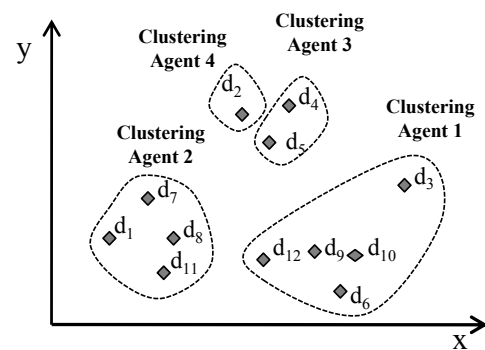 Clustering
Agent 3
Clustering
Agent 4
y
d₂
d₄
Clustering
Agent 1
d₅
Clustering
Agent 2
d₃
d₇
d₁
d₈
d₁₂
d₉
d₁₀
d₁₁
d₆
x